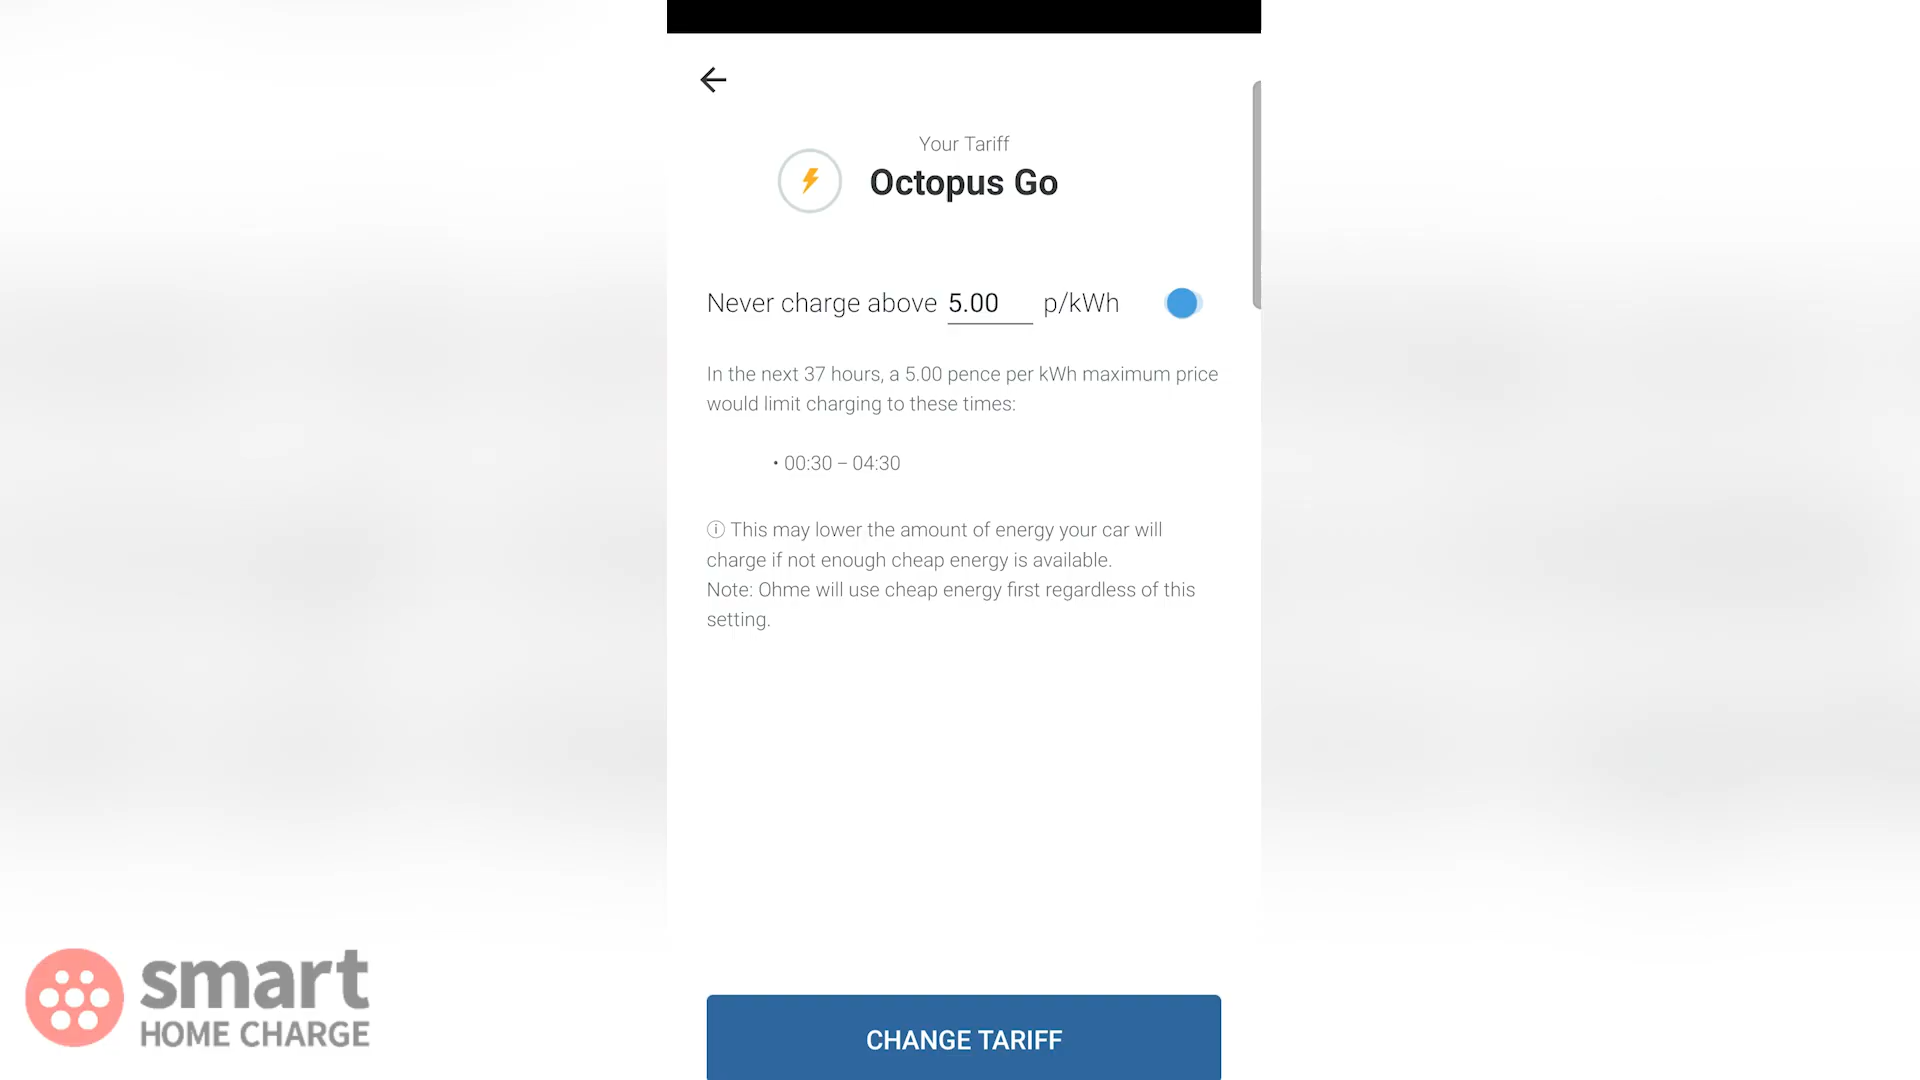 Your Tariff
Octopus Go
Never charge above 5.00 p/kWh
In the next 37 hours, a 5.00 pence per kWh maximum price
would limit charging to these times:
• 00:30 – 04:30
ⓘ This may lower the amount of energy your car will
charge if not enough cheap energy is available.
Note: Ohme will use cheap energy first regardless of this
setting.
CHANGE TARIFF
smart
HOME CHARGE